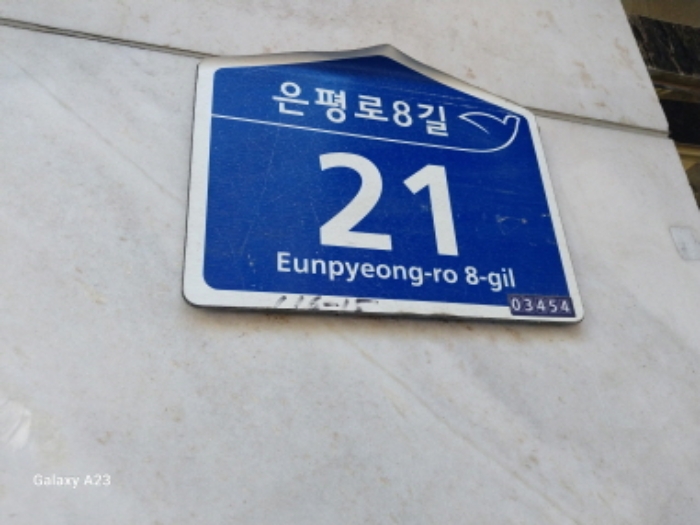 은평로8길
21
Eunpyeong-ro 8-gil
03454
Galaxy A23